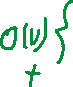 O(V) {
+